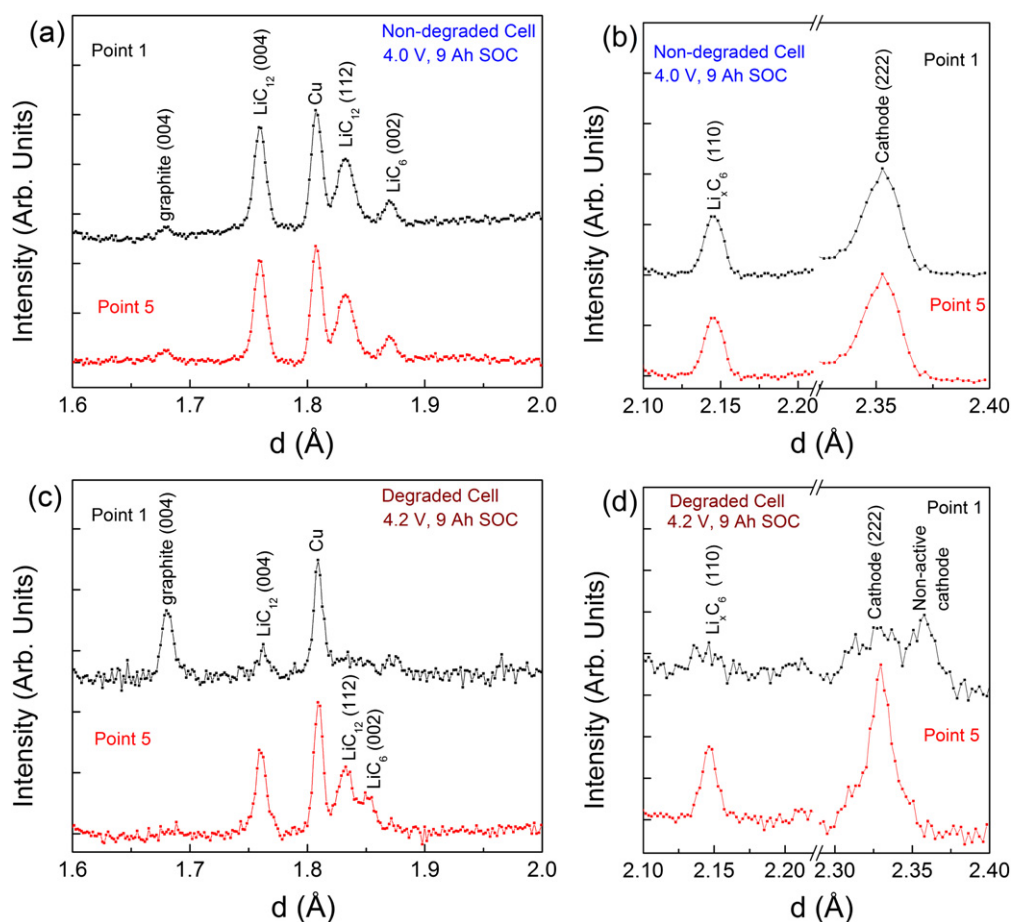 (a)
Point 1
Non-degraded Cell
4.0 V, 9 Ah SOC
graphite (004)
LiC12 (004)
Cu
LiC12 (112)
LiC6 (002)
Point 5
Intensity (Arb. Units)
1.6 1.7 1.8 1.9 2.0
d (Å)
(b)
Non-degraded Cell
4.0 V, 9 Ah SOC
Point 1
LixC6 (110)
Cathode (222)
Point 5
Intensity (Arb. Units)
2.10 2.15 2.20 2.35 2.40
d (Å)
(c)
Point 1
Degraded Cell
4.2 V, 9 Ah SOC
graphite (004)
LiC12 (004)
Cu
Point 5
LiC12 (112)
LiC6 (002)
Intensity (Arb. Units)
1.6 1.7 1.8 1.9 2.0
d (Å)
(d)
Degraded Cell
4.2 V, 9 Ah SOC
Point 1
LixC6 (110)
Cathode (222)
Non-active
cathode
Point 5
Intensity (Arb. Units)
2.10 2.15 2.20 2.35 2.40
d (Å)